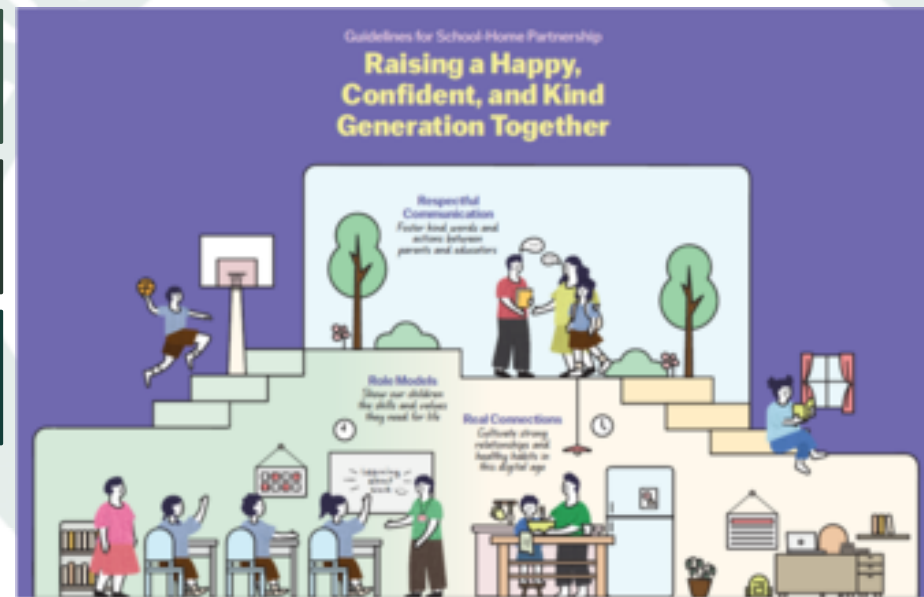 Guidelines for School-Home Partnership
Raising a Happy,
Confident, and Kind
Generation Together
Respectful
Communication
Foster kind words and
actions between
parents and educators
Role Models
Show our children
the skills and values
they need for life
Real Connections
Cultivate strong
relationships and
healthy habits in
this digital age
Learning
about